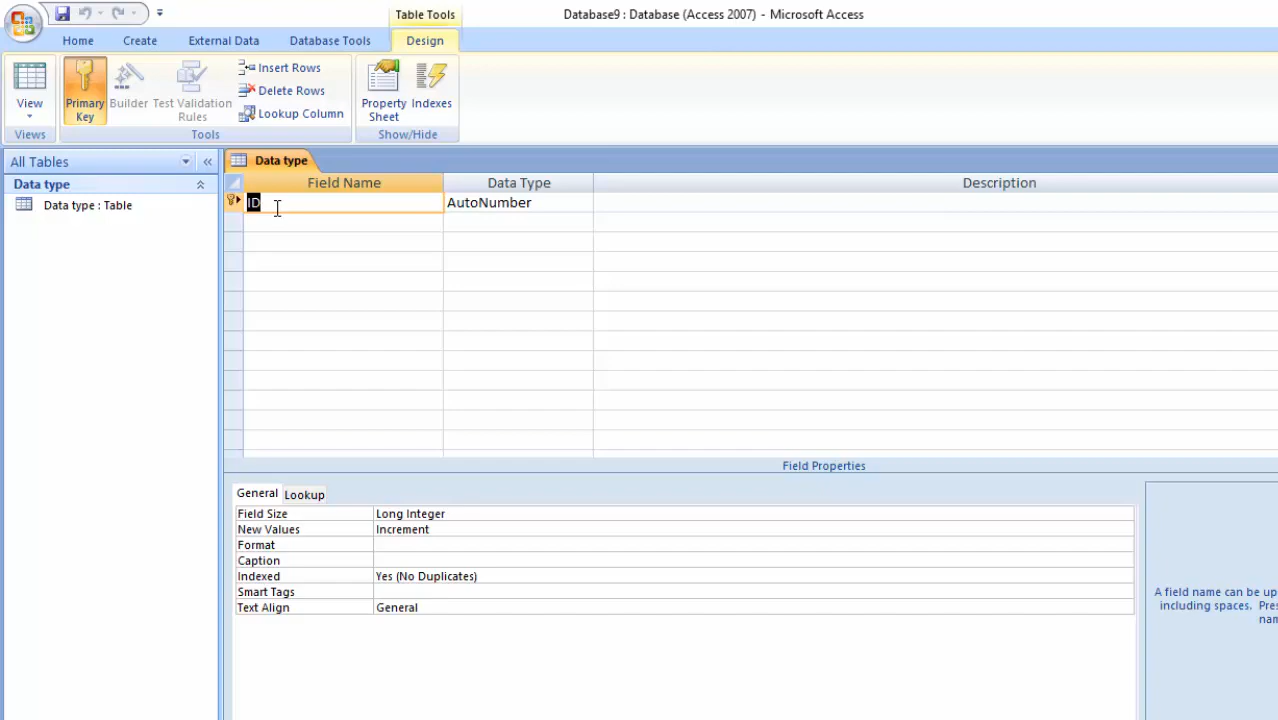 Table Tools
Database9 : Database (Access 2007) - Microsoft Access
Home Create External Data Database Tools Design
View
Primary Key
Builder
Test Validation Rules
Insert Rows
Delete Rows
Lookup Column
Property Sheet
Indexes
Views Tools Show/Hide
All Tables
Data type
Data type : Table
Data type
Field Name Data Type Description
ID AutoNumber
Field Properties
General Lookup
Field Size Long Integer
New Values Increment
Format
Caption
Indexed Yes (No Duplicates)
Smart Tags
Text Align General
A field name can be up
including spaces. Pres
nam